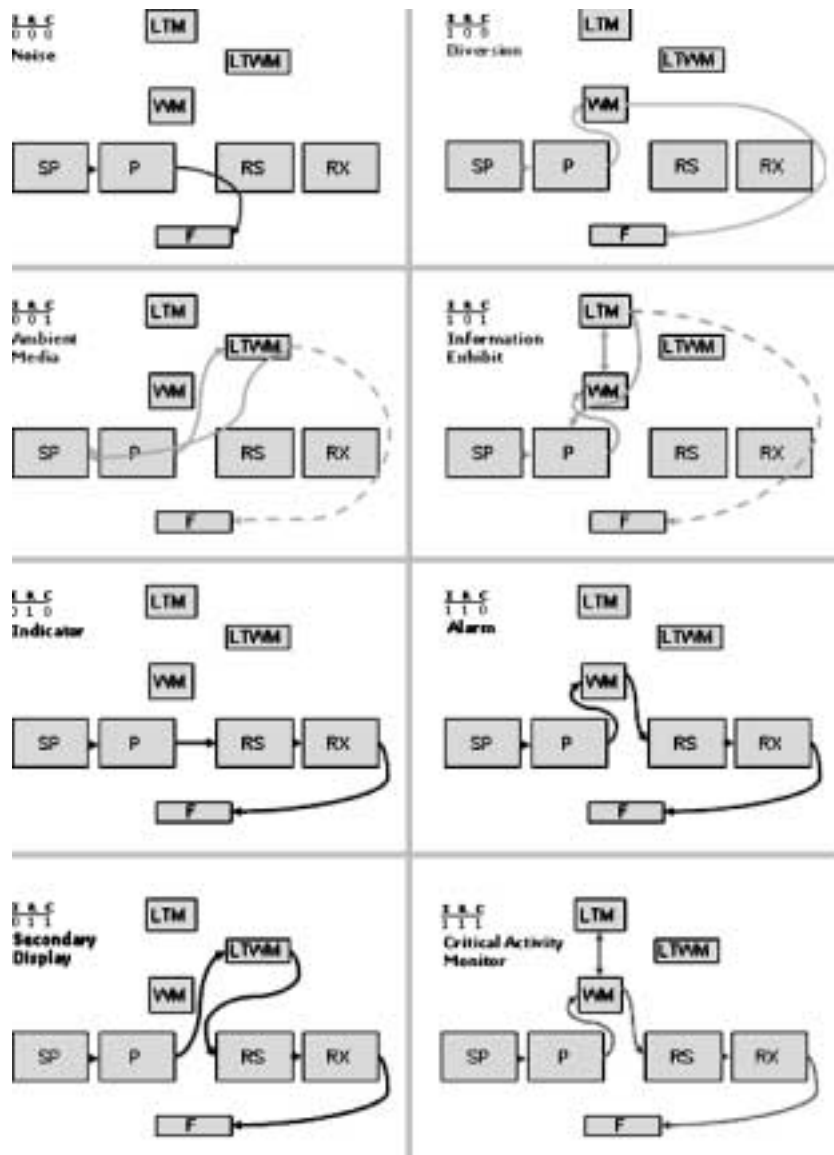 I R C
0 0 0
Noise
LTM
LTWM
WM
SP P RS RX
F
I R C
1 0 0
Diversion
LTM
LTWM
WM
SP P RS RX
F
I R C
0 0 1
Ambient
Media
LTM
LTWM
WM
SP P RS RX
F
I R C
1 0 1
Information
Exhibit
LTM
LTWM
WM
SP P RS RX
F
I R C
0 1 0
Indicator
LTM
LTWM
WM
SP P RS RX
F
I R C
1 1 0
Alarm
LTM
LTWM
WM
SP P RS RX
F
I R C
0 1 1
Secondary
Display
LTM
LTWM
WM
SP P RS RX
F
I R C
1 1 1
Critical Activity
Monitor
LTM
LTWM
WM
SP P RS RX
F